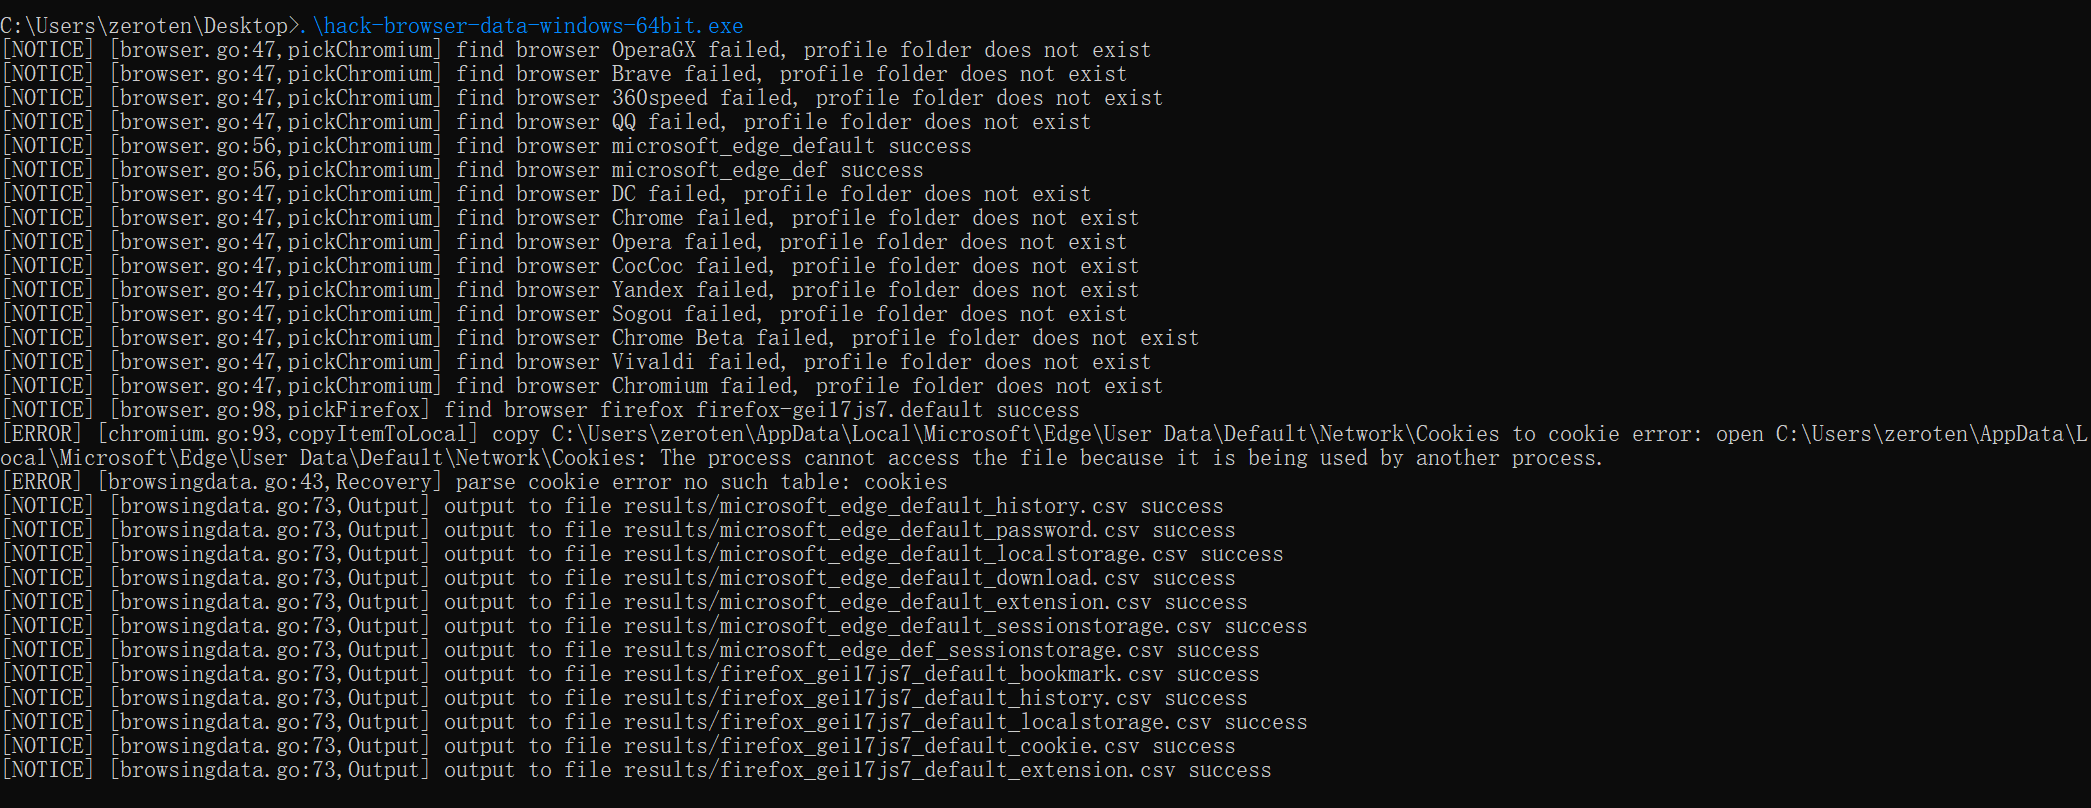 C:\Users\zeroten\Desktop>.\hack-browser-data-windows-64bit.exe
[NOTICE] [browser.go:47,pickChromium] find browser OperaGX failed, profile folder does not exist
[NOTICE] [browser.go:47,pickChromium] find browser Brave failed, profile folder does not exist
[NOTICE] [browser.go:47,pickChromium] find browser 360speed failed, profile folder does not exist
[NOTICE] [browser.go:47,pickChromium] find browser QQ failed, profile folder does not exist
[NOTICE] [browser.go:56,pickChromium] find browser microsoft_edge_default success
[NOTICE] [browser.go:56,pickChromium] find browser microsoft_edge_def success
[NOTICE] [browser.go:47,pickChromium] find browser DC failed, profile folder does not exist
[NOTICE] [browser.go:47,pickChromium] find browser Chrome failed, profile folder does not exist
[NOTICE] [browser.go:47,pickChromium] find browser Opera failed, profile folder does not exist
[NOTICE] [browser.go:47,pickChromium] find browser CocCoc failed, profile folder does not exist
[NOTICE] [browser.go:47,pickChromium] find browser Yandex failed, profile folder does not exist
[NOTICE] [browser.go:47,pickChromium] find browser Sogou failed, profile folder does not exist
[NOTICE] [browser.go:47,pickChromium] find browser Chrome Beta failed, profile folder does not exist
[NOTICE] [browser.go:47,pickChromium] find browser Vivaldi failed, profile folder does not exist
[NOTICE] [browser.go:47,pickChromium] find browser Chromium failed, profile folder does not exist
[NOTICE] [browser.go:98,pickFirefox] find browser firefox firefox-gei17js7.default success
[ERROR] [chromium.go:93,copyItemToLocal] copy C:\Users\zeroten\AppData\Local\Microsoft\Edge\User Data\Default\Network\Cookies to cookie error: open C:\Users\zeroten\AppData\L
ocal\Microsoft\Edge\User Data\Default\Network\Cookies: The process cannot access the file because it is being used by another process.
[ERROR] [browsingdata.go:43,Recovery] parse cookie error no such table: cookies
[NOTICE] [browsingdata.go:73,Output] output to file results/microsoft_edge_default_history.csv success
[NOTICE] [browsingdata.go:73,Output] output to file results/microsoft_edge_default_password.csv success
[NOTICE] [browsingdata.go:73,Output] output to file results/microsoft_edge_default_localstorage.csv success
[NOTICE] [browsingdata.go:73,Output] output to file results/microsoft_edge_default_download.csv success
[NOTICE] [browsingdata.go:73,Output] output to file results/microsoft_edge_default_extension.csv success
[NOTICE] [browsingdata.go:73,Output] output to file results/microsoft_edge_default_sessionstorage.csv success
[NOTICE] [browsingdata.go:73,Output] output to file results/microsoft_edge_def_sessionstorage.csv success
[NOTICE] [browsingdata.go:73,Output] output to file results/firefox_gei17js7_default_bookmark.csv success
[NOTICE] [browsingdata.go:73,Output] output to file results/firefox_gei17js7_default_history.csv success
[NOTICE] [browsingdata.go:73,Output] output to file results/firefox_gei17js7_default_localstorage.csv success
[NOTICE] [browsingdata.go:73,Output] output to file results/firefox_gei17js7_default_cookie.csv success
[NOTICE] [browsingdata.go:73,Output] output to file results/firefox_gei17js7_default_extension.csv success